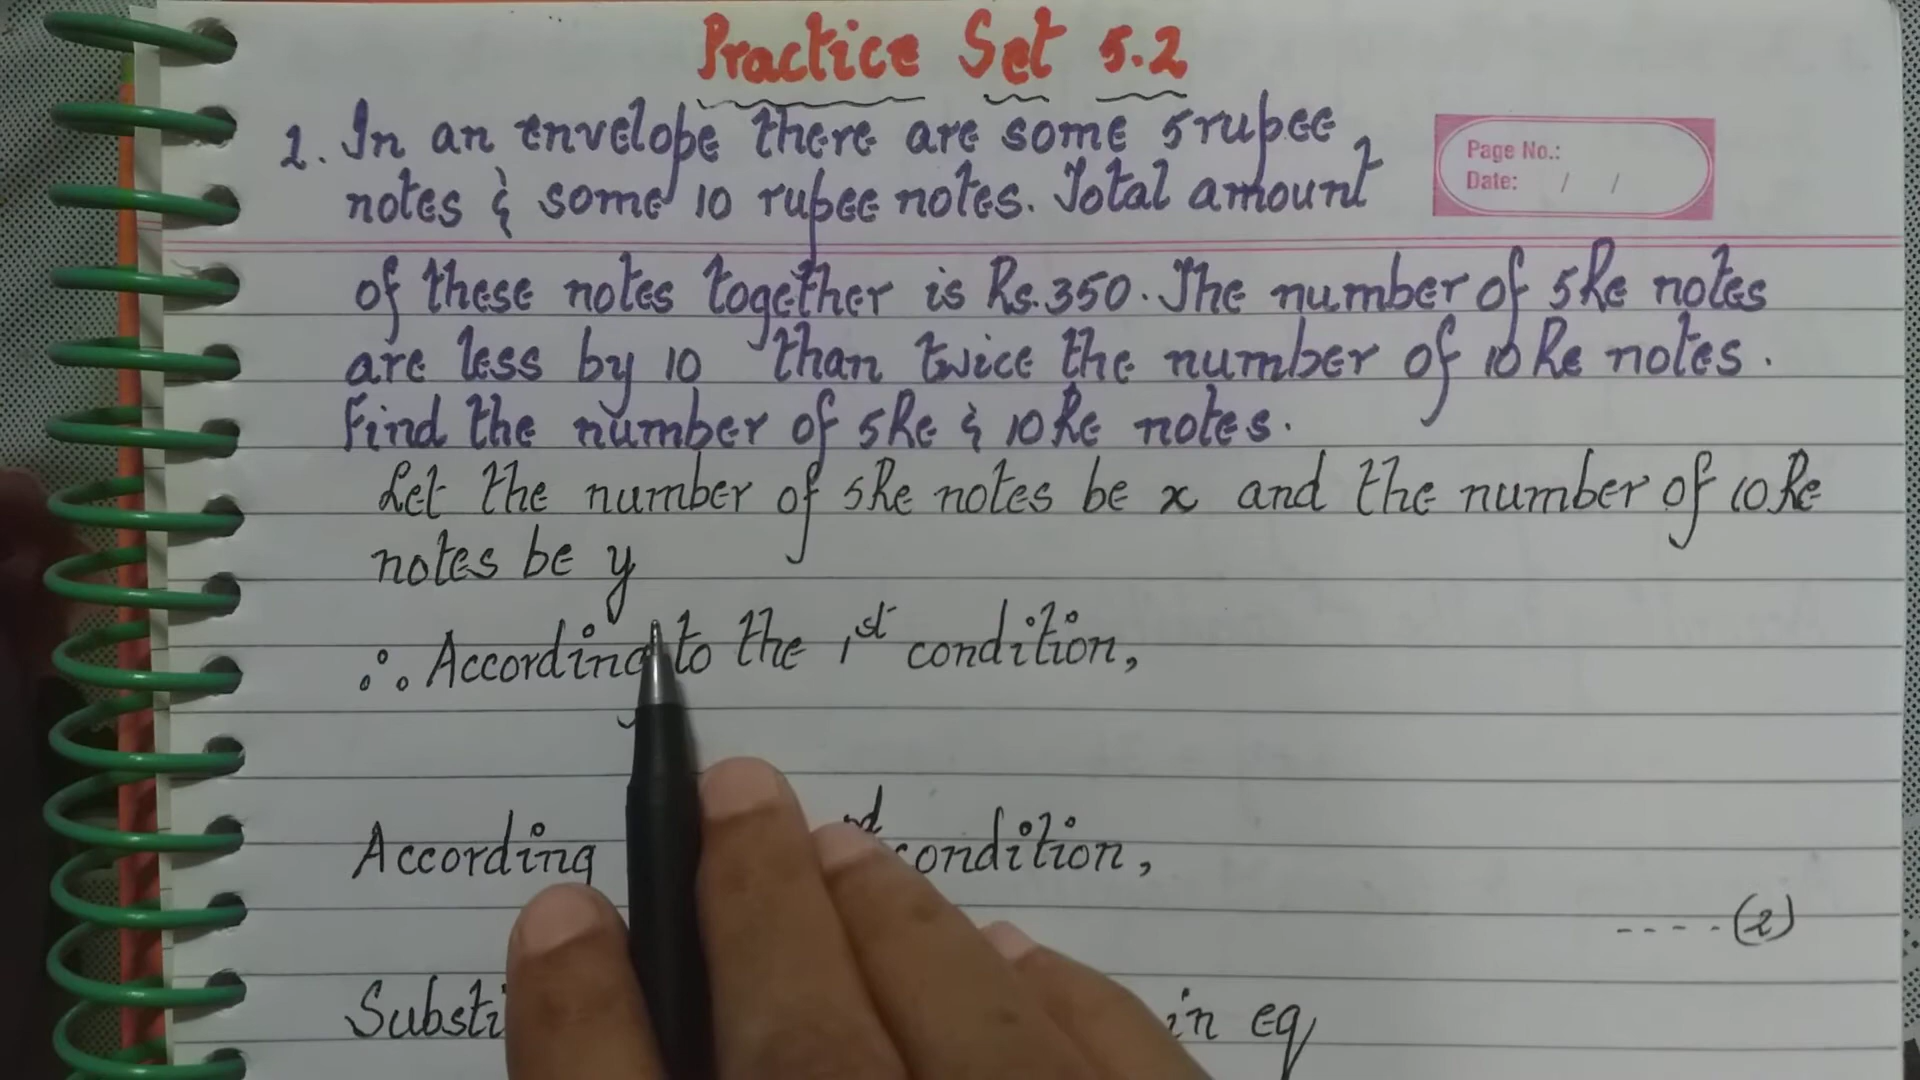 Practice Set 5.2
1. In an envelope there are some 5 rupee
notes & some 10 rupee notes. Total amount
Page No.:
Date: / /
of these notes together is Rs.350. The number of 5Re notes
are less by 10 than twice the number of 10Re notes.
Find the number of 5Re & 10Re notes.
Let the number of 5Re notes be x and the number of 10Re
notes be y
∴ According to the 1st condition,
According condition,
----(2)
in eq